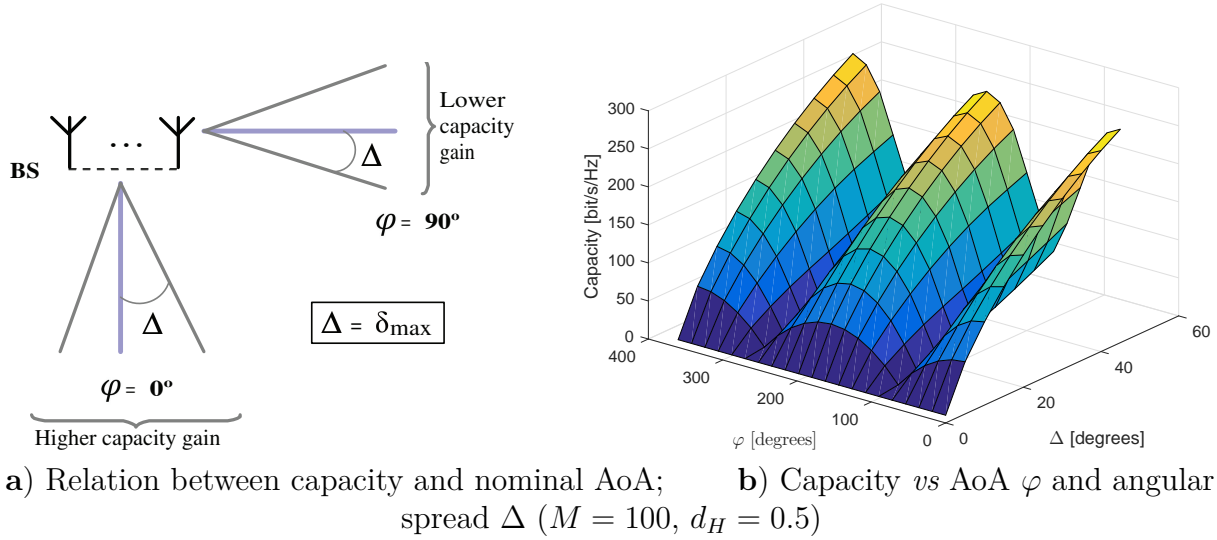 BS
...
Δ
φ = 90º
Lower
capacity
gain
Δ
φ = 0º
Higher capacity gain
Δ = δmax
Capacity [bit/s/Hz]
300
250
200
150
100
50
0
400
300
200
100
0
φ [degrees]
0
20
40
60
Δ [degrees]
a) Relation between capacity and nominal AoA; b) Capacity vs AoA φ and angular
spread Δ (M = 100, dH = 0.5)